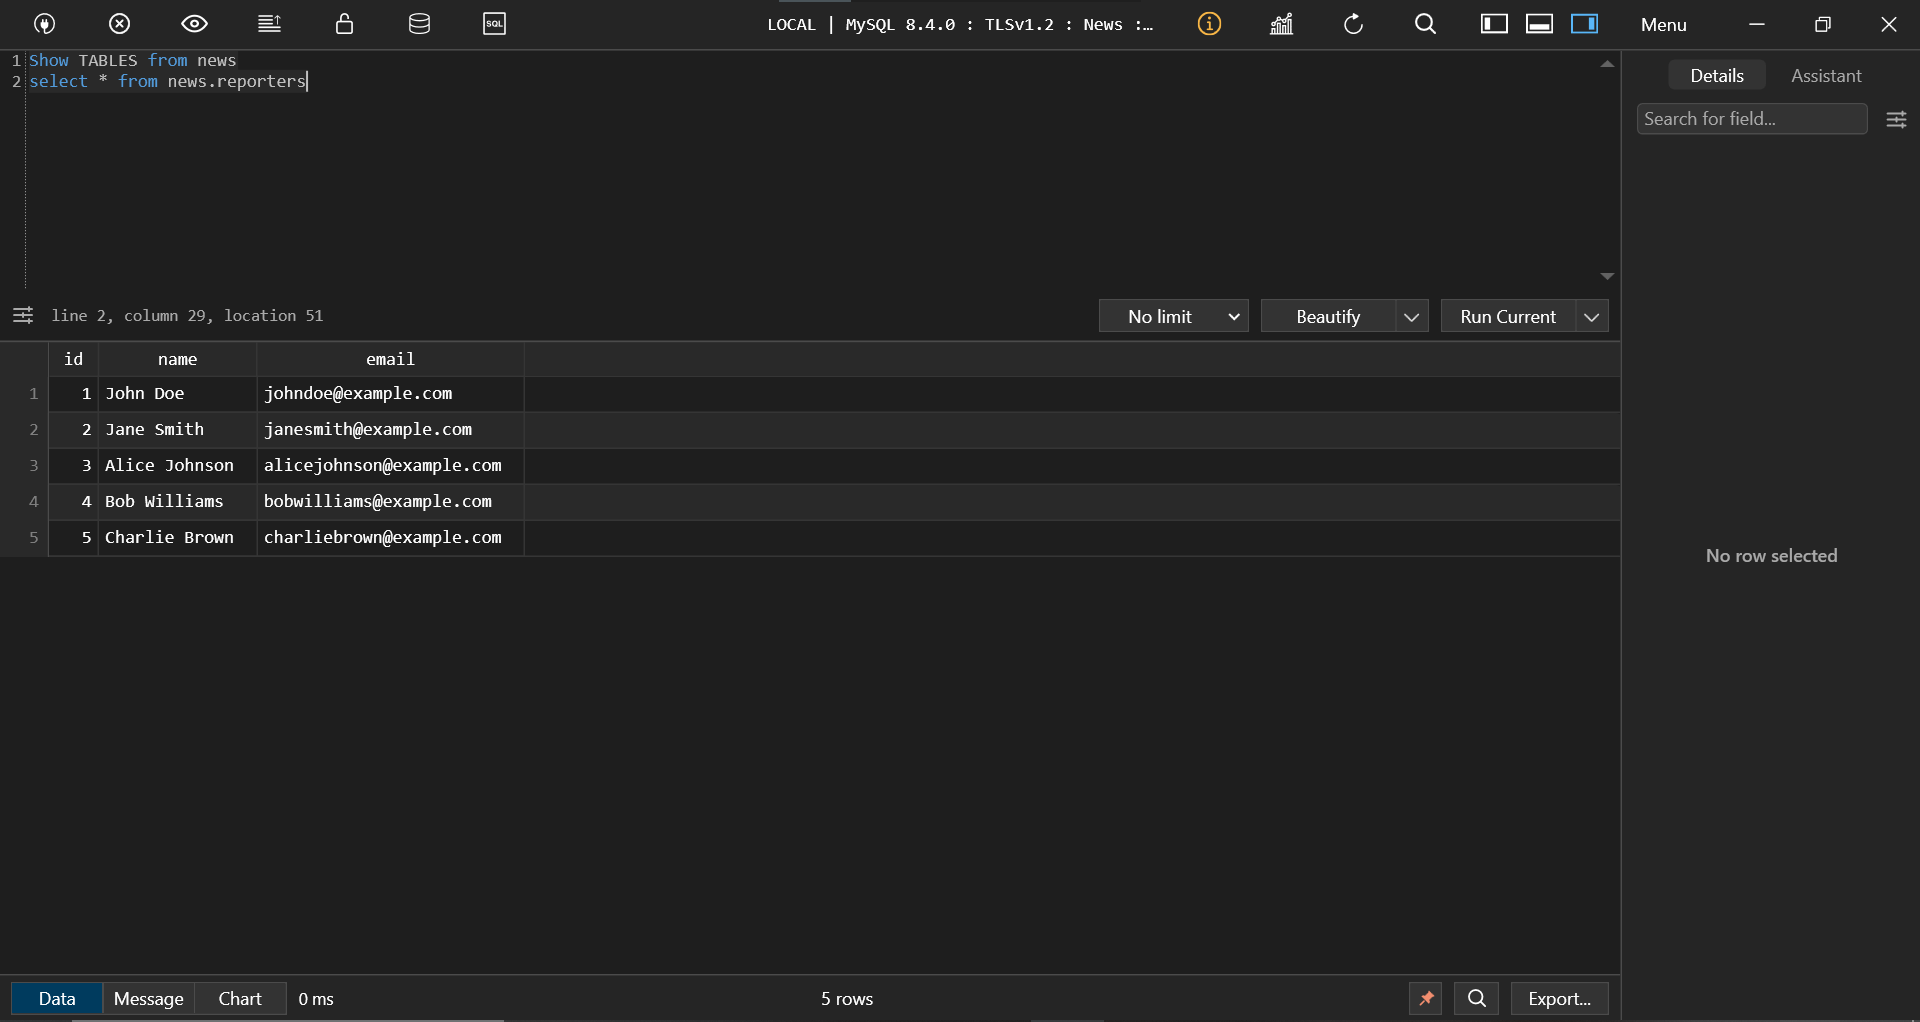 SQL LOCAL | MySQL 8.4.0 : TLSv1.2 : News :... Menu
1 Show TABLES from news
2 select * from news.reporters
Details Assistant
Search for field...
line 2, column 29, location 51 No limit Beautify Run Current
id name email
1 1 John Doe johndoe@example.com
2 2 Jane Smith janesmith@example.com
3 3 Alice Johnson alicejohnson@example.com
4 4 Bob Williams bobwilliams@example.com
5 5 Charlie Brown charliebrown@example.com
No row selected
Data Message Chart 0 ms 5 rows Export...